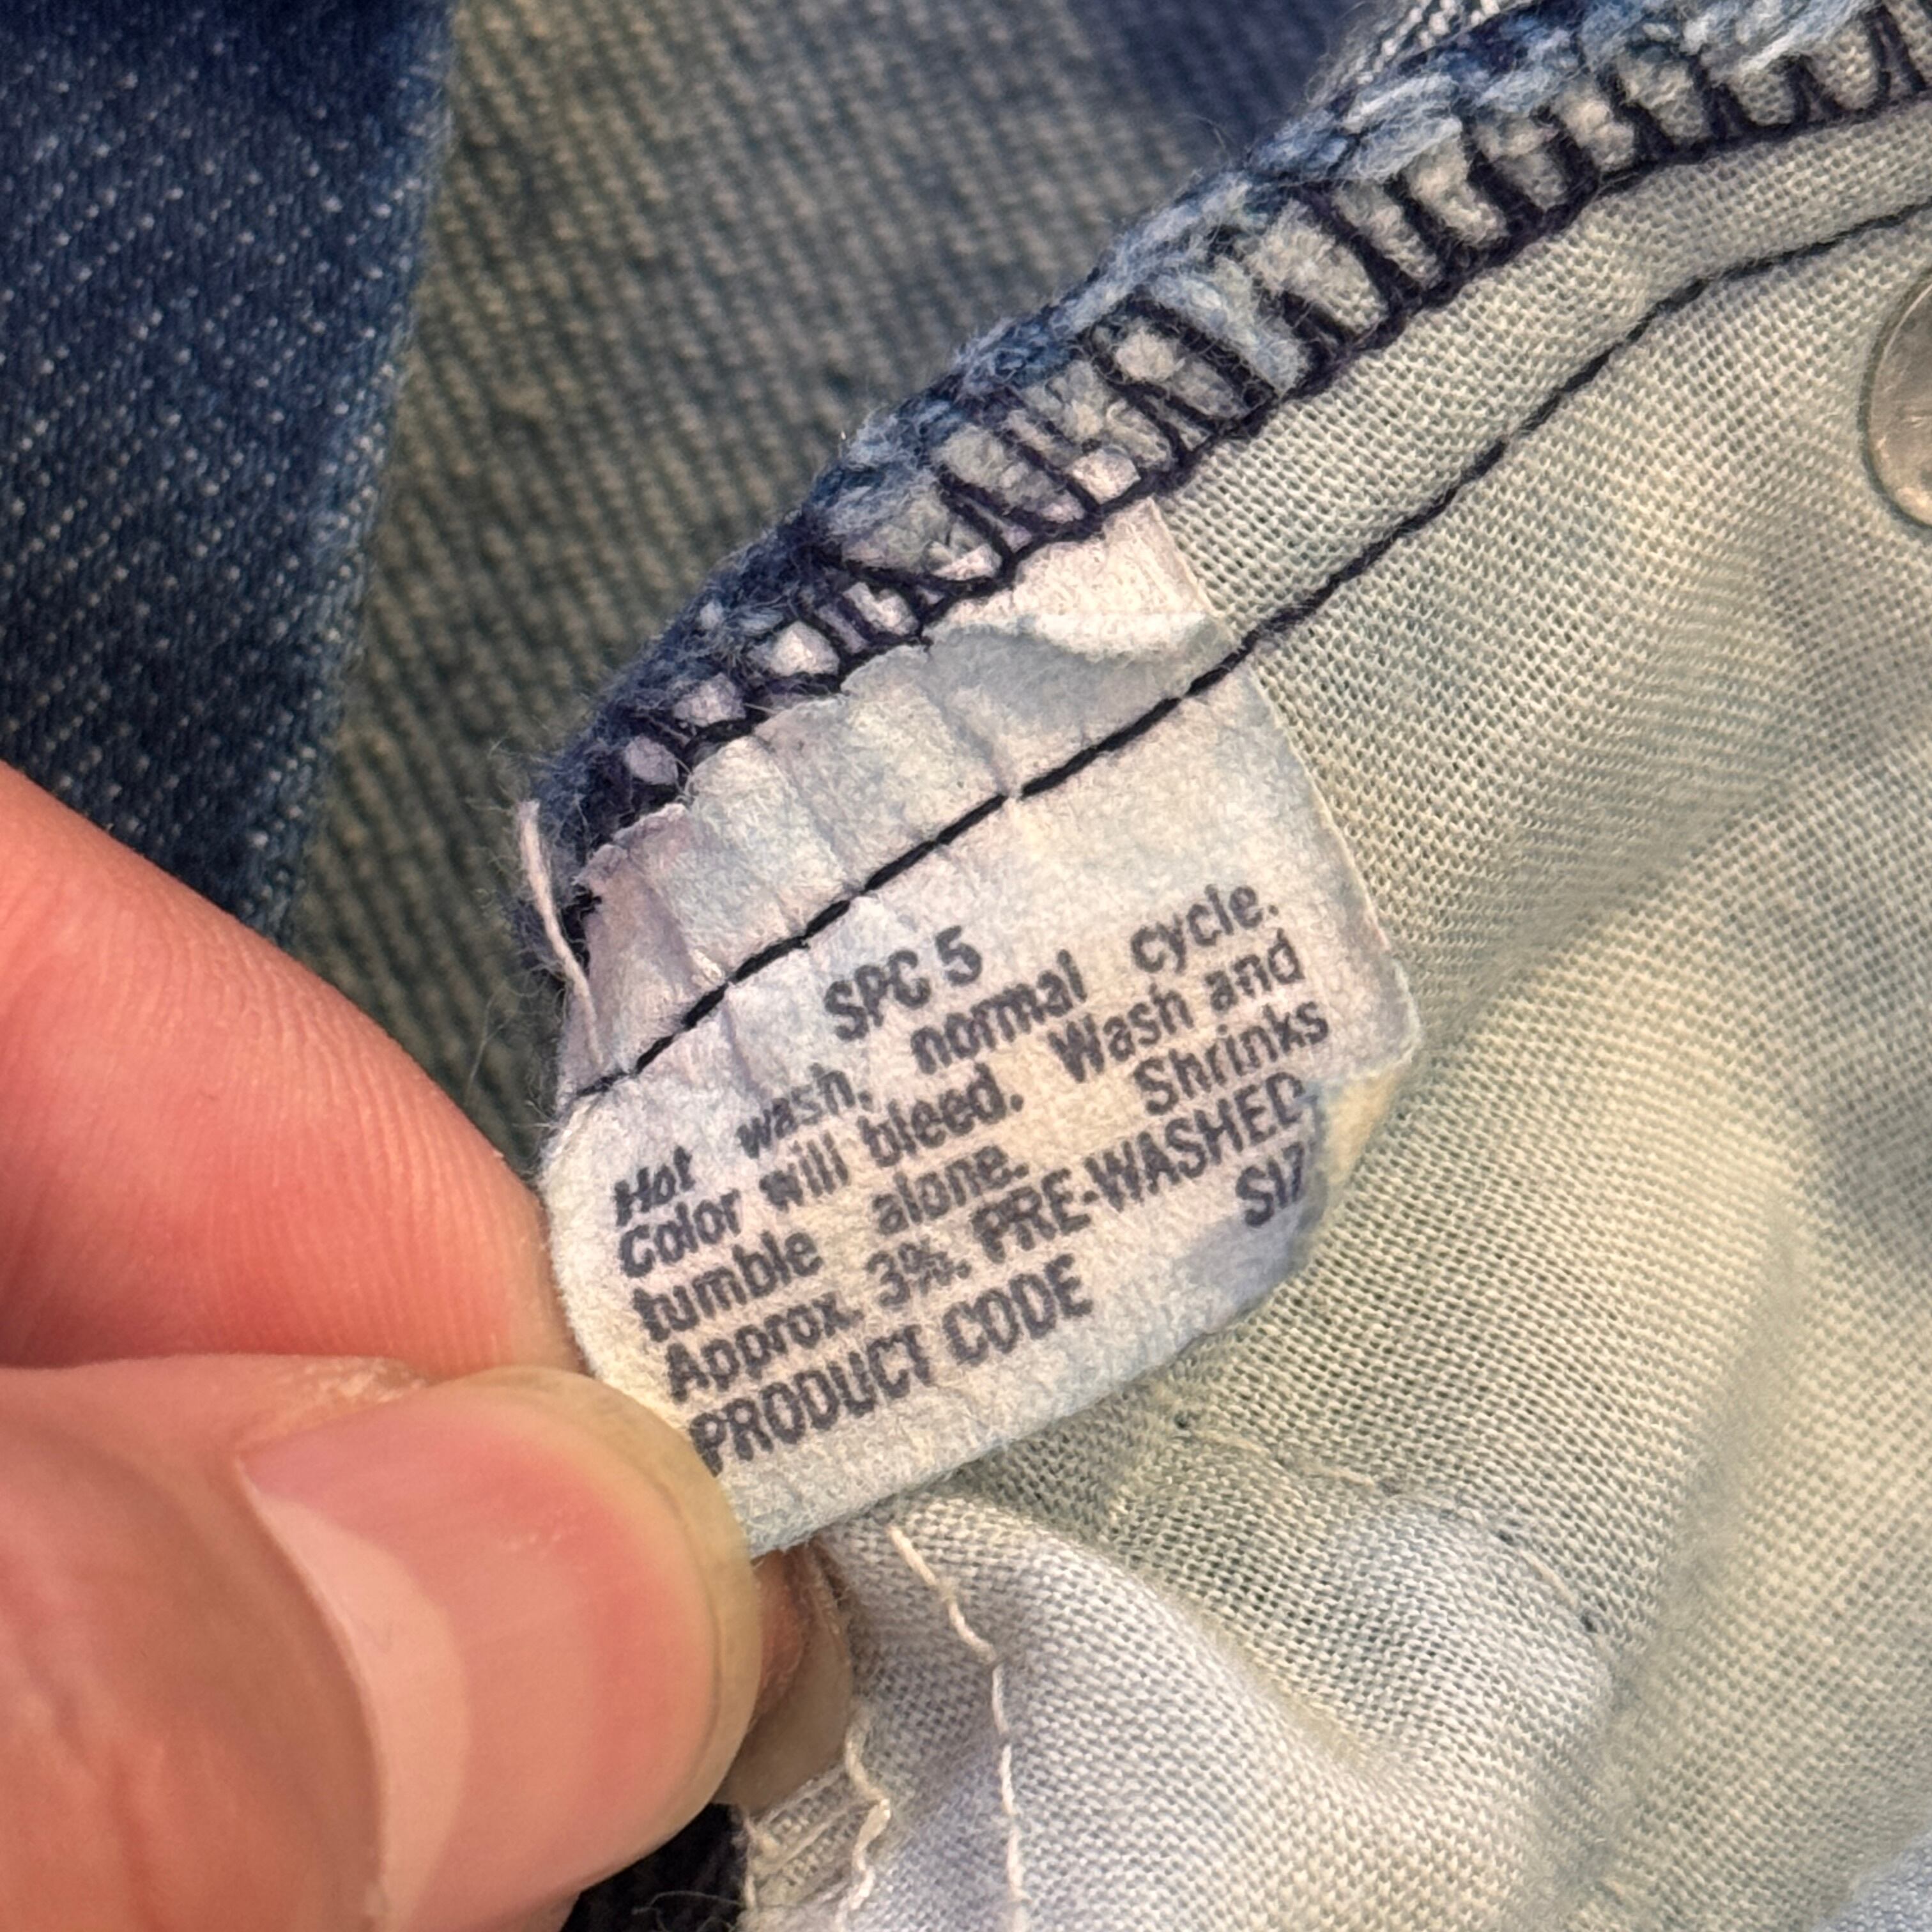 SPC 5
Hot wash, normal cycle.
Color will bleed. Wash and
tumble alone. Shrinks
Approx. 3%. PRE-WASHED
PRODUCT CODE SIZ